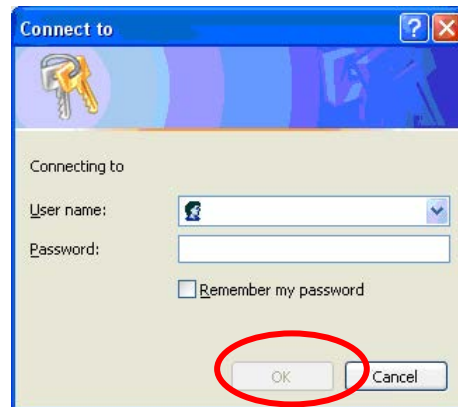 Connect to
Connecting to
User name:
Password:
Remember my password
OK Cancel